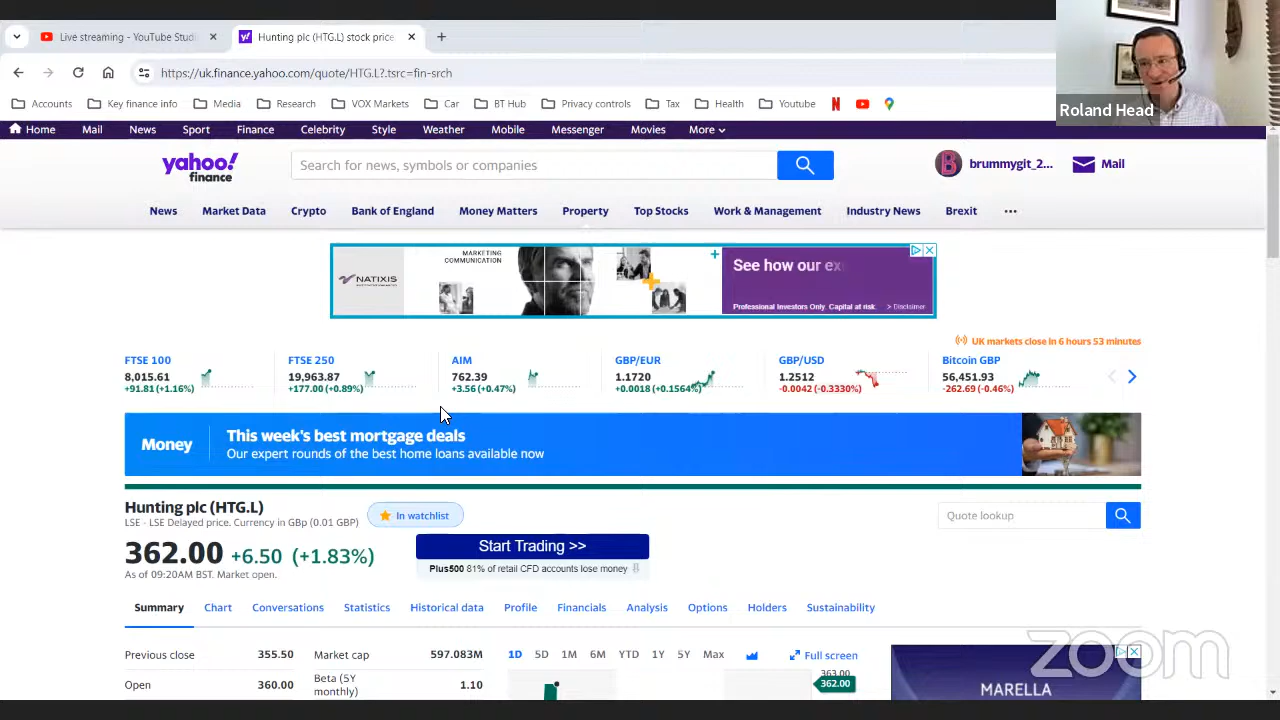 Live streaming - YouTube Studi
Hunting plc (HTG.L) stock price
https://uk.finance.yahoo.com/quote/HTG.L?.tsrc=fin-srch
Accounts Key finance info Media Research VOX Markets Car BT Hub Privacy controls Tax Health Youtube
Roland Head
Home Mail News Sport Finance Celebrity Style Weather Mobile Messenger Movies More
yahoo!
finance
Search for news, symbols or companies
brummygit_2...
Mail
News Market Data Crypto Bank of England Money Matters Property Top Stocks Work & Management Industry News Brexit ...
NATIXIS
MARKETING
COMMUNICATION
See how our ex
Professional Investors Only. Capital at risk. > Disclaimer
UK markets close in 6 hours 53 minutes
FTSE 100 FTSE 250 AIM GBP/EUR GBP/USD Bitcoin GBP
8,015.61 19,963.87 762.39 1.1720 1.2512 56,451.93
+91.81 (+1.16%) +177.00 (+0.89%) +3.56 (+0.47%) +0.0018 (+0.1564%) -0.0042 (-0.3330%) -262.69 (-0.46%)
Money
This week's best mortgage deals
Our expert rounds of the best home loans available now
Hunting plc (HTG.L)
In watchlist
Quote lookup
LSE - LSE Delayed price. Currency in GBp (0.01 GBP)
362.00 +6.50 (+1.83%)
As of 09:20AM BST. Market open.
Start Trading >>
Plus500 81% of retail CFD accounts lose money
Summary Chart Conversations Statistics Historical data Profile Financials Analysis Options Holders Sustainability
Previous close 355.50 Market cap 597.083M
1D 5D 1M 6M YTD 1Y 5Y Max Full screen
Open 360.00 Beta (5Y monthly) 1.10
363.00
362.00
MARELLA
zoom